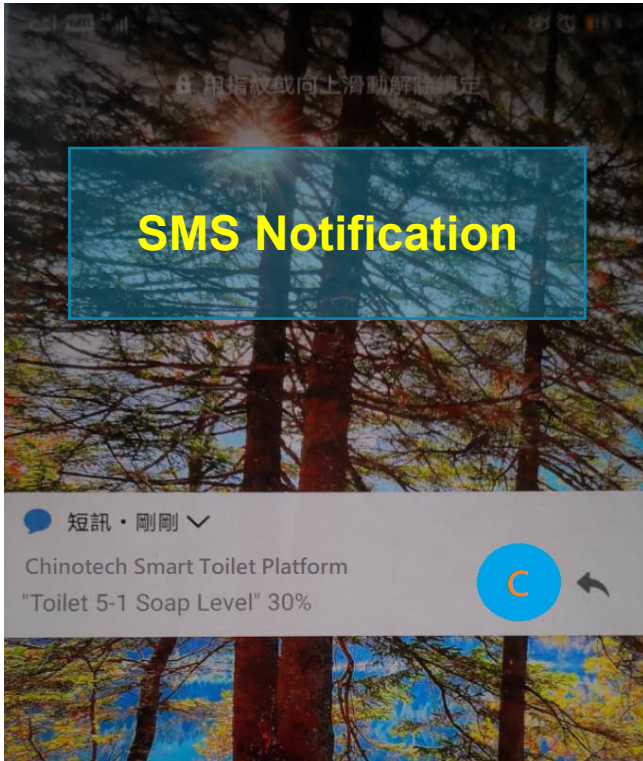 用指紋或向上滑動解除鎖定
SMS Notification
短訊・剛剛
Chinotech Smart Toilet Platform
"Toilet 5-1 Soap Level" 30%
C